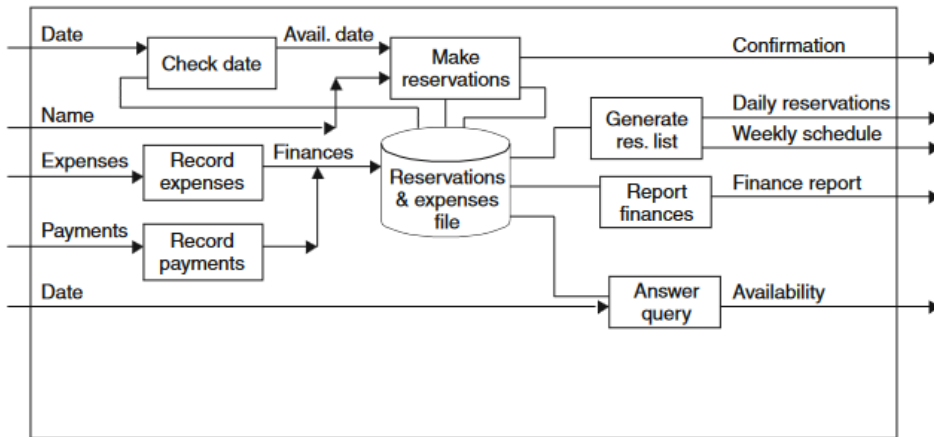 Date
Avail. date
Check date
Make
reservations
Confirmation
Name
Daily reservations
Generate
res. list
Weekly schedule
Expenses
Record
expenses
Finances
Reservations
& expenses
file
Report
finances
Finance report
Payments
Record
payments
Date
Answer
query
Availability